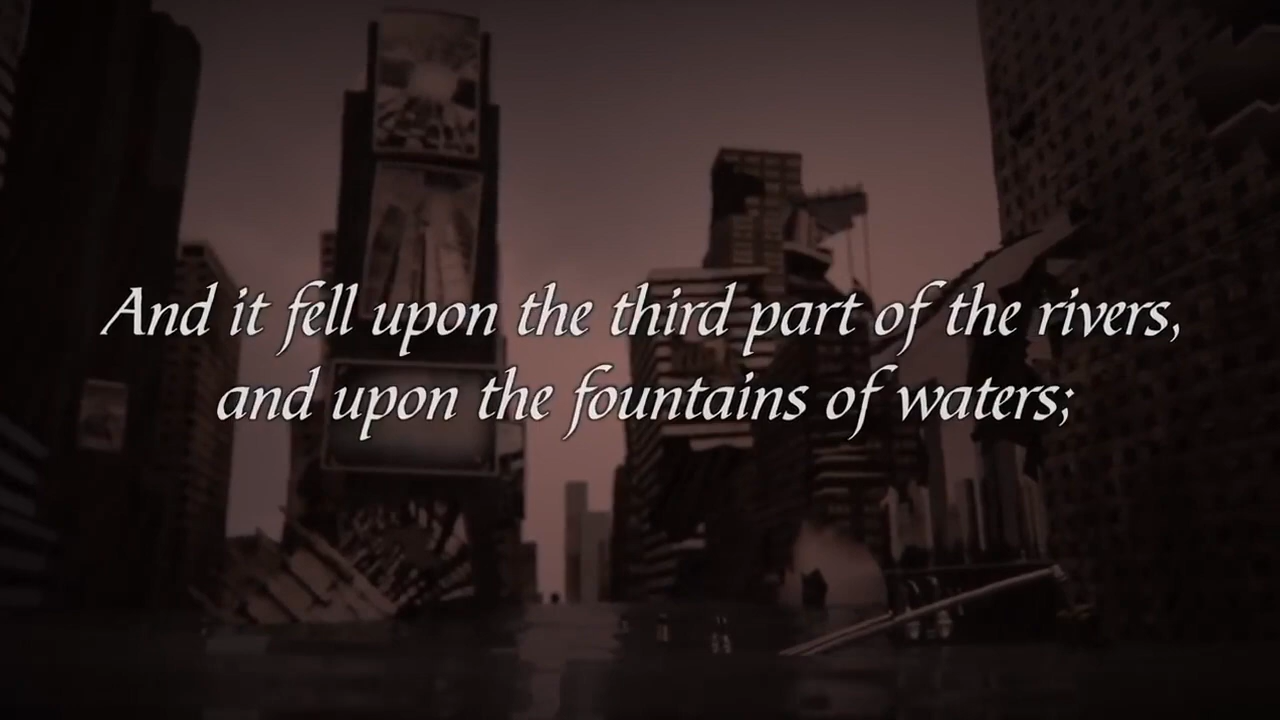 And it fell upon the third part of the rivers,
and upon the fountains of waters;